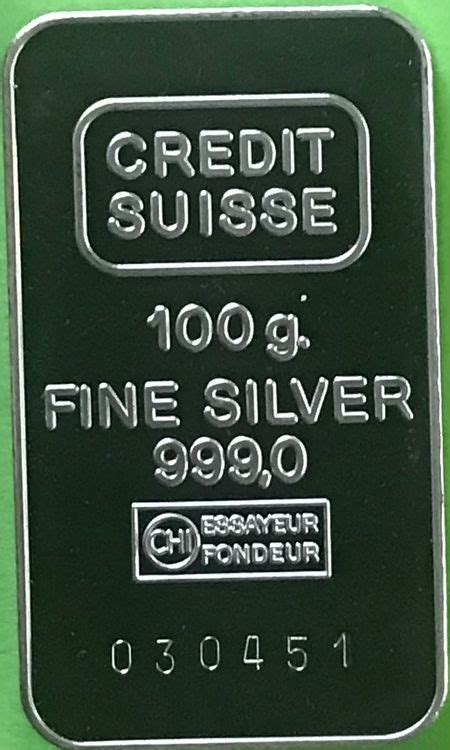 CREDIT
SUISSE
100 g.
FINE SILVER
999,0
CHI ESSAYEUR
FONDEUR
030451